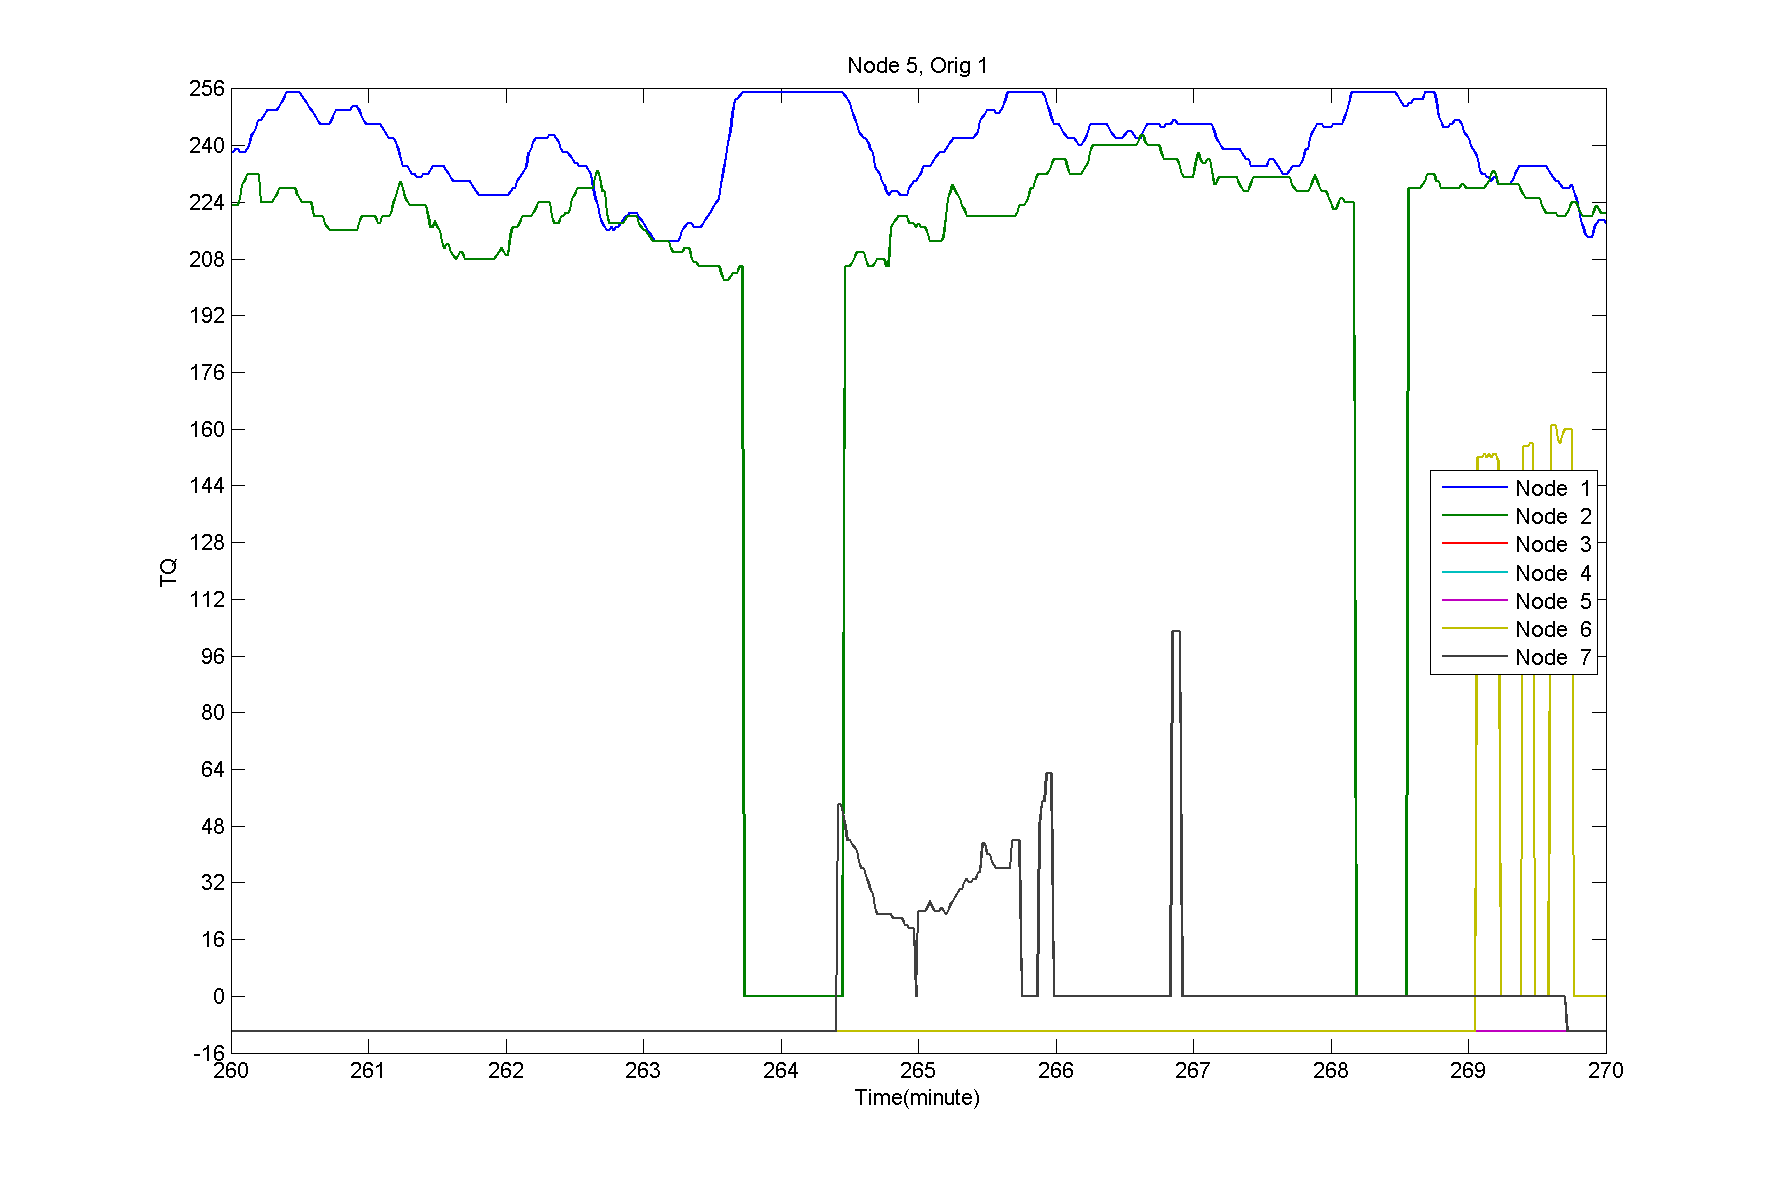 Node 5, Orig 1
256
240
224
208
192
176
160
144
128
112
96
80
64
48
32
16
0
-16
TQ
Node 1
Node 2
Node 3
Node 4
Node 5
Node 6
Node 7
260 261 262 263 264 265 266 267 268 269 270
Time(minute)